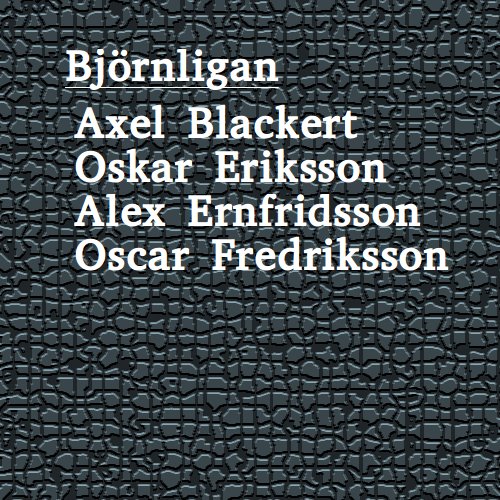 Björnligan
Axel Blackert
Oskar Eriksson
Alex Ernfridsson
Oscar Fredriksson